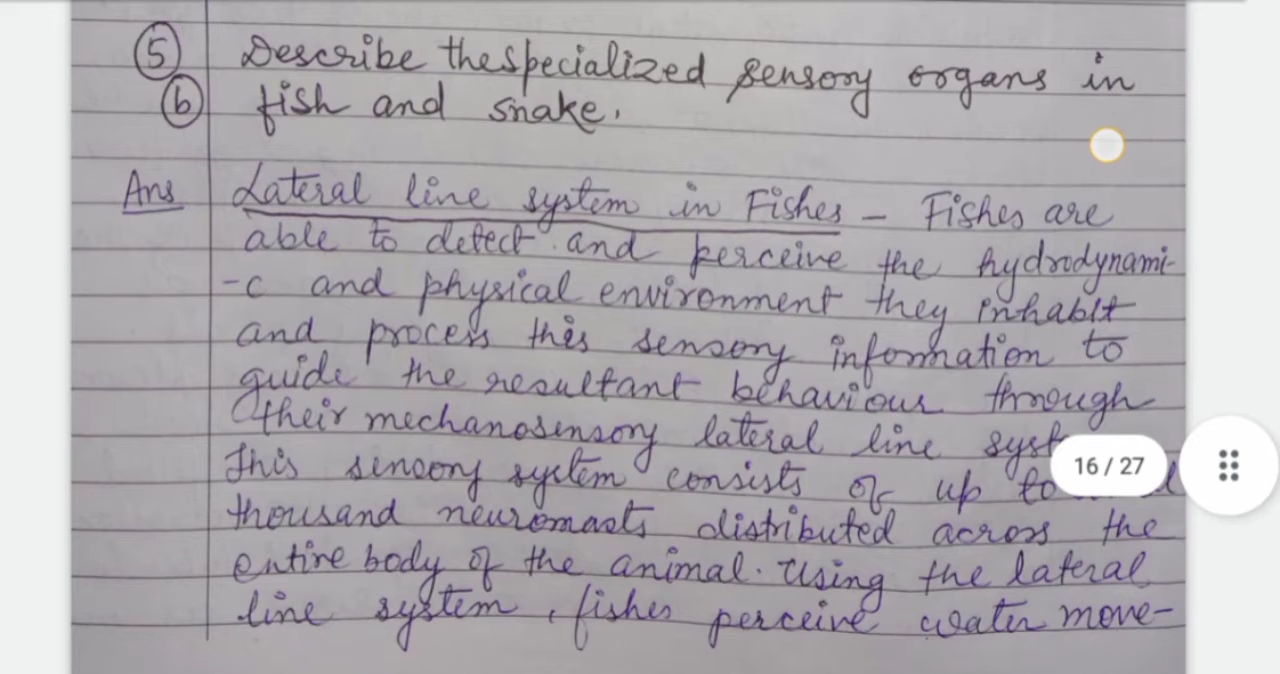 5 Describe the specialized sensory organs in
b fish and snake.
Ans Lateral line system in Fishes - Fishes are
able to detect and perceive the hydrodynami-
-c and physical environment they inhabit
and process this sensory information to
guide the resultant behaviour through
their mechanosensory lateral line
This sensory system consists of up to
thousand neuromasts distributed across the
entire body of the animal. Using the lateral
line system, fishes perceive water move-
16 / 27